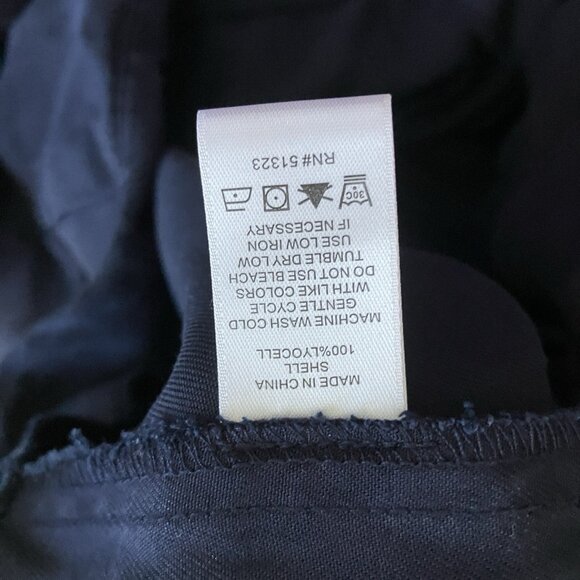 MADE IN CHINA
SHELL
100%LYOCELL
MACHINE WASH COLD
GENTLE CYCLE
WITH LIKE COLORS
DO NOT USE BLEACH
TUMBLE DRY LOW
USE LOW IRON
IF NECESSARY
30C
RN# 51323